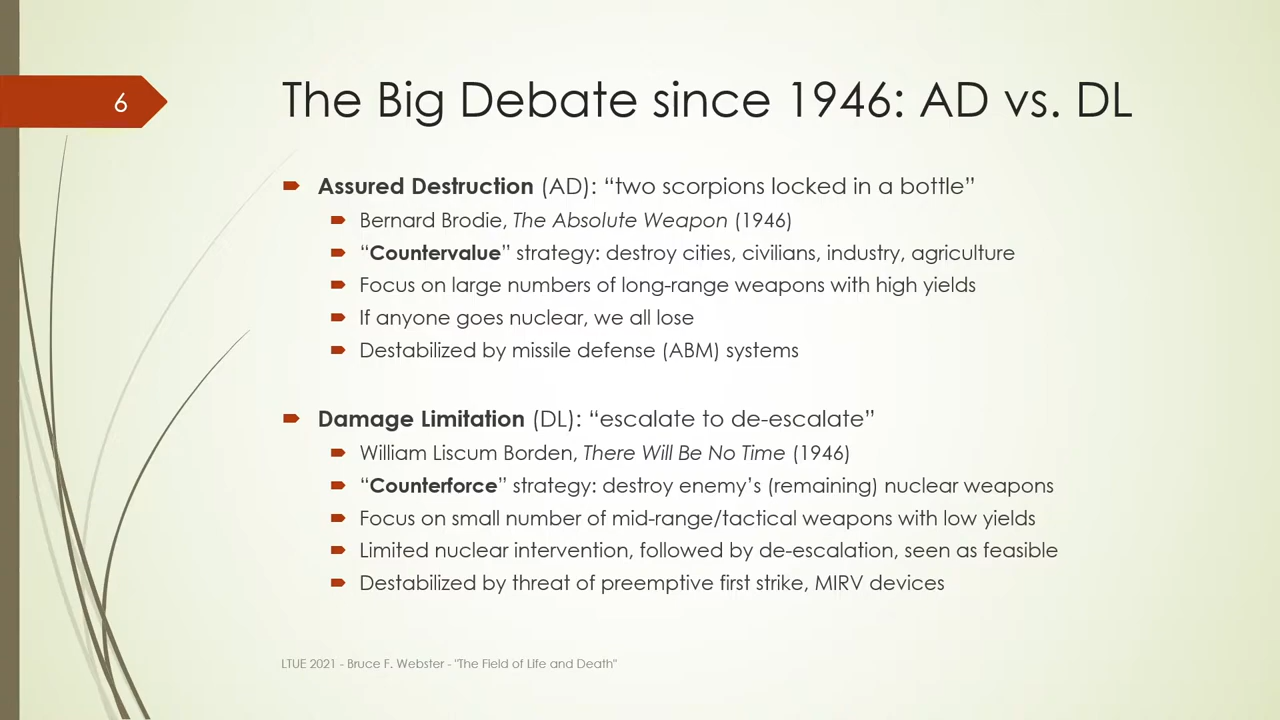 6
The Big Debate since 1946: AD vs. DL
Assured Destruction (AD): “two scorpions locked in a bottle”
Bernard Brodie, The Absolute Weapon (1946)
“Countervalue” strategy: destroy cities, civilians, industry, agriculture
Focus on large numbers of long-range weapons with high yields
If anyone goes nuclear, we all lose
Destabilized by missile defense (ABM) systems
Damage Limitation (DL): “escalate to de-escalate”
William Liscum Borden, There Will Be No Time (1946)
“Counterforce” strategy: destroy enemy’s (remaining) nuclear weapons
Focus on small number of mid-range/tactical weapons with low yields
Limited nuclear intervention, followed by de-escalation, seen as feasible
Destabilized by threat of preemptive first strike, MIRV devices
LTUE 2021 - Bruce F. Webster - "The Field of Life and Death"